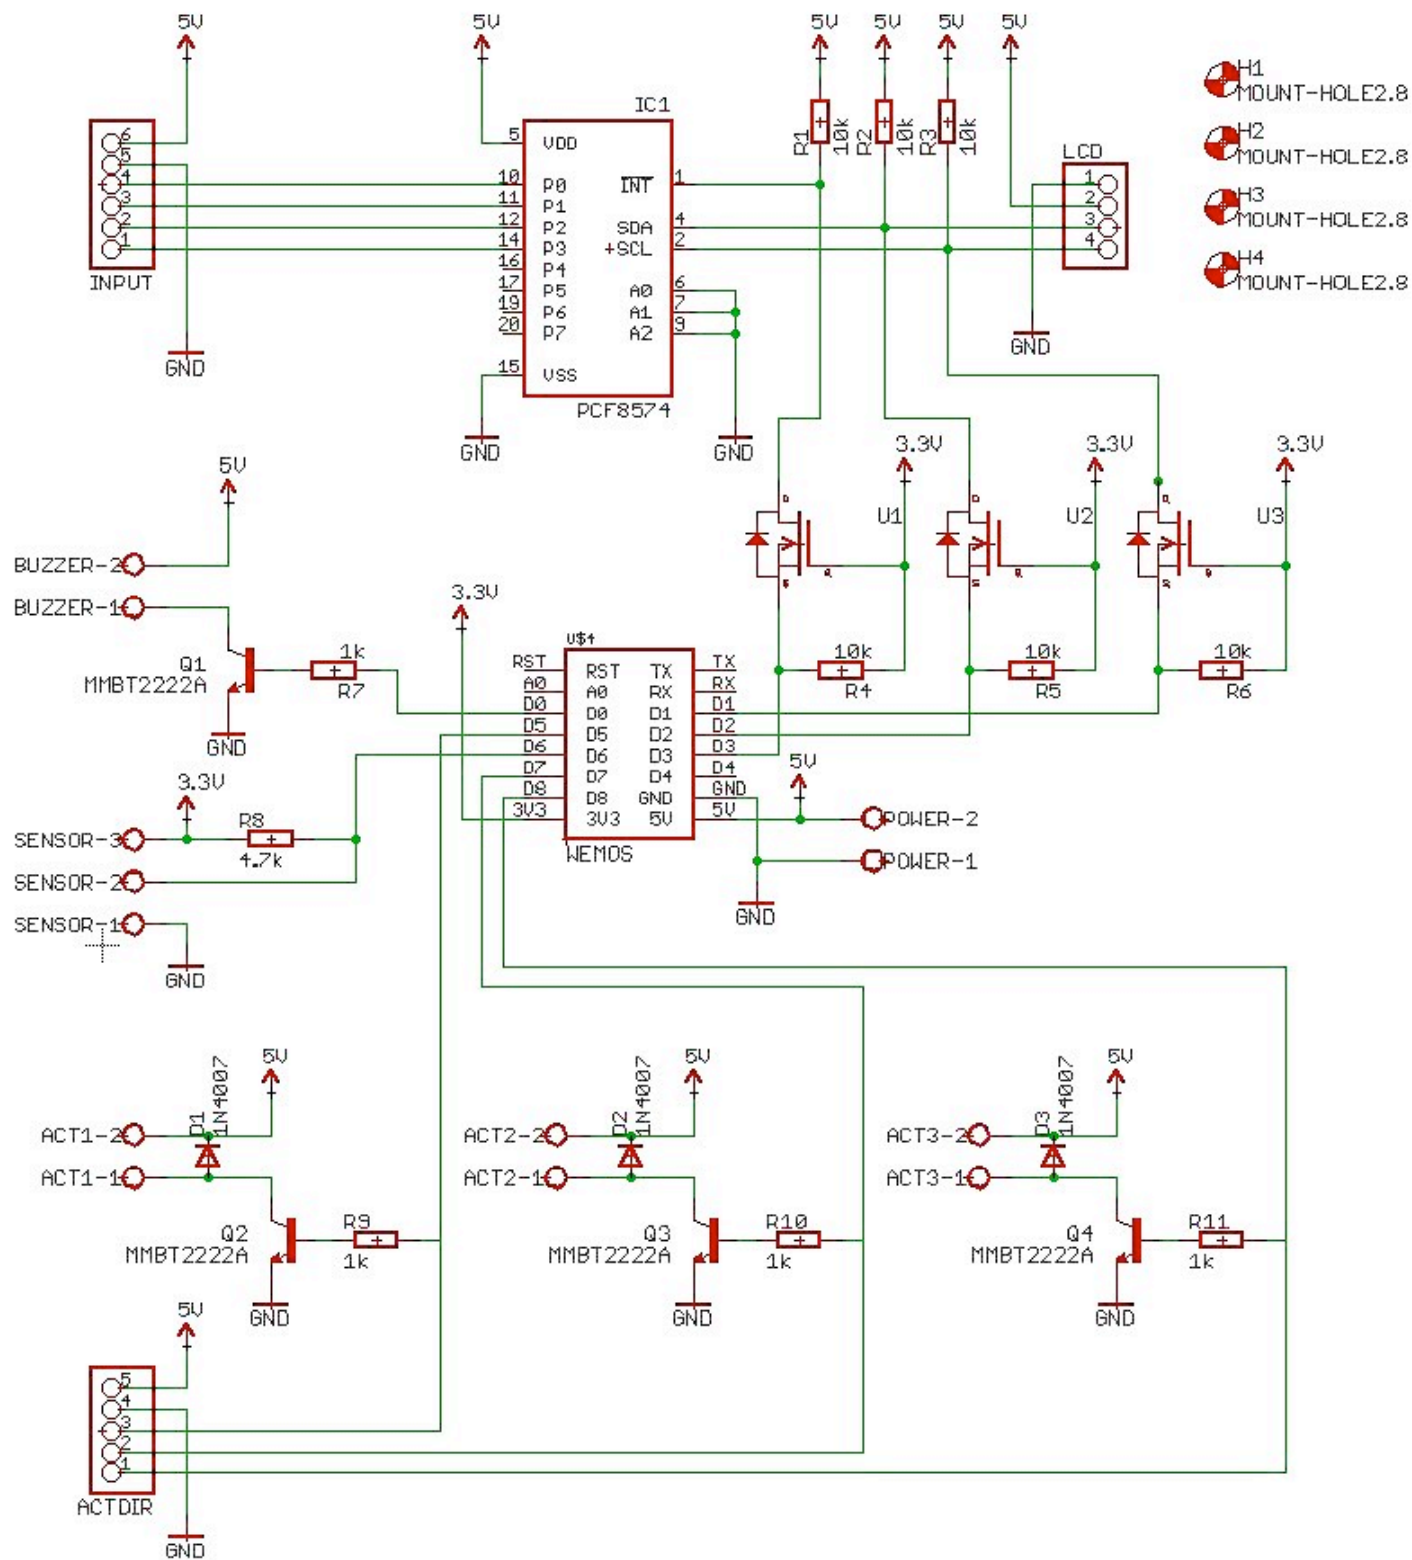 5V
5V
5V
5V
5V
5V
H1
MOUNT-HOLE2.8
H2
MOUNT-HOLE2.8
H3
MOUNT-HOLE2.8
H4
MOUNT-HOLE2.8
6
5
4
3
2
1
INPUT
GND
IC1
5 VDD
10 P0
11 P1
12 P2
14 P3
16 P4
17 P5
19 P6
20 P7
15 VSS
INT 1
SDA 4
+SCL 2
A0 6
A1 7
A2 9
PCF8574
GND
GND
R1
10k
R2
10k
R3
10k
LCD
1
2
3
4
GND
3.3V
3.3V
3.3V
U1
U2
U3
5V
BUZZER-2
BUZZER-1
Q1
MMBT2222A
1k
R7
GND
3.3V
U$4
RST RST TX TX
A0 A0 RX RX
D0 D0 D1 D1
D5 D5 D2 D2
D6 D6 D3 D3
D7 D7 D4 D4
D8 D8 GND GND
3V3 3V3 5V 5V
WEMOS
10k
R4
10k
R5
10k
R6
5V
POWER-2
POWER-1
GND
3.3V
SENSOR-3
R8
4.7k
SENSOR-2
SENSOR-1
GND
D1
1N4007
5V
ACT1-2
ACT1-1
Q2
MMBT2222A
R9
1k
GND
D2
1N4007
5V
ACT2-2
ACT2-1
Q3
MMBT2222A
R10
1k
GND
D3
1N4007
5V
ACT3-2
ACT3-1
Q4
MMBT2222A
R11
1k
GND
5V
5
4
3
2
1
ACTDIR
GND